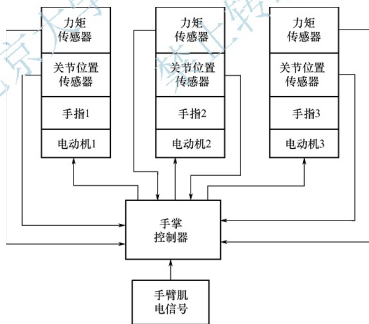 力矩
传感器
关节位置
传感器
手指1
电动机1
力矩
传感器
关节位置
传感器
手指2
电动机2
力矩
传感器
关节位置
传感器
手指3
电动机3
手掌
控制器
手臂肌
电信号